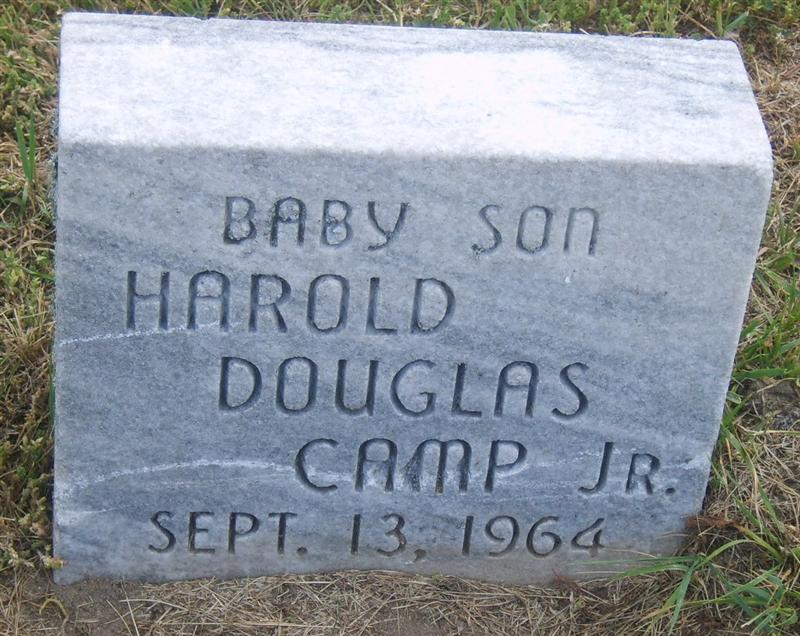 BABY SON
HAROLD
DOUGLAS
CAMP JR.
SEPT. 13, 1964